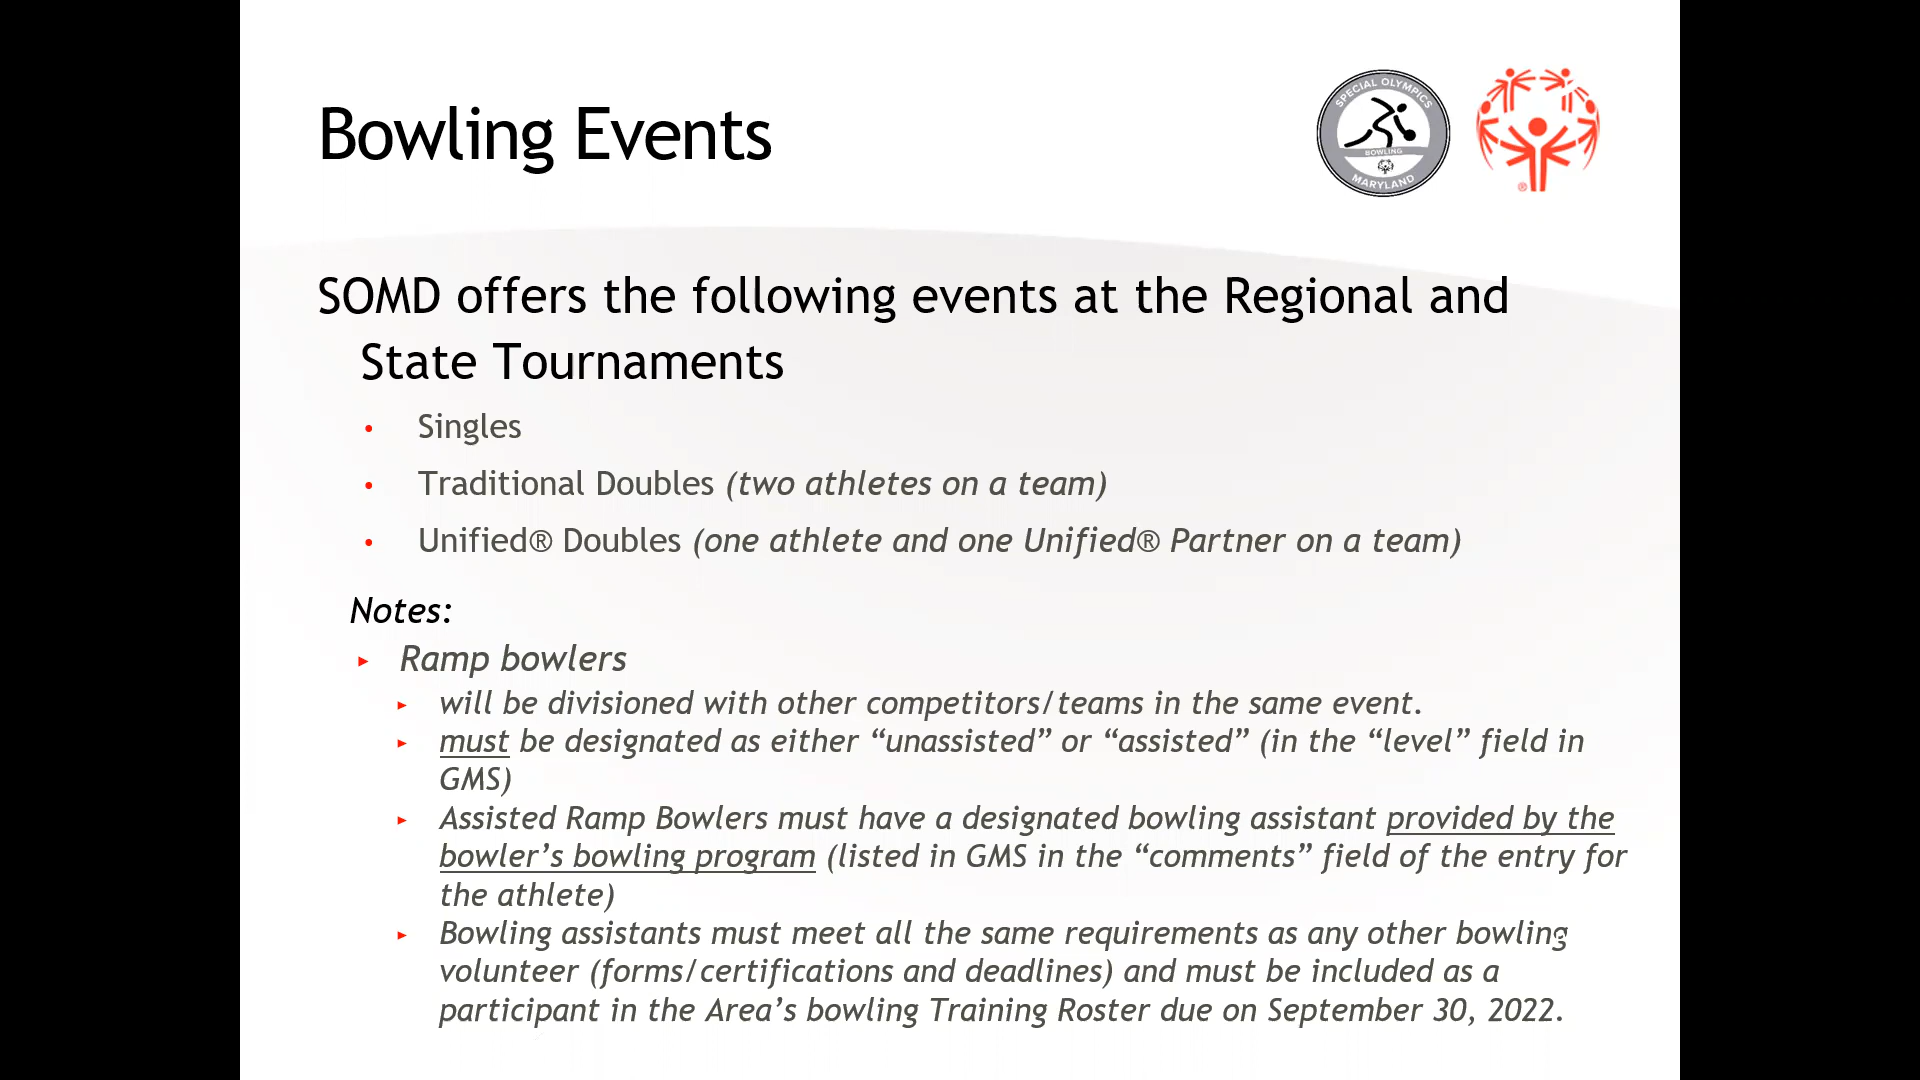 Bowling Events
SPECIAL OLYMPICS
BOWLING
MARYLAND
®
SOMD offers the following events at the Regional and
State Tournaments
• Singles
• Traditional Doubles (two athletes on a team)
• Unified® Doubles (one athlete and one Unified® Partner on a team)
Notes:
► Ramp bowlers
► will be divisioned with other competitors/teams in the same event.
► must be designated as either “unassisted” or “assisted” (in the “level” field in
GMS)
► Assisted Ramp Bowlers must have a designated bowling assistant provided by the
bowler’s bowling program (listed in GMS in the “comments” field of the entry for
the athlete)
► Bowling assistants must meet all the same requirements as any other bowling
volunteer (forms/certifications and deadlines) and must be included as a
participant in the Area’s bowling Training Roster due on September 30, 2022.